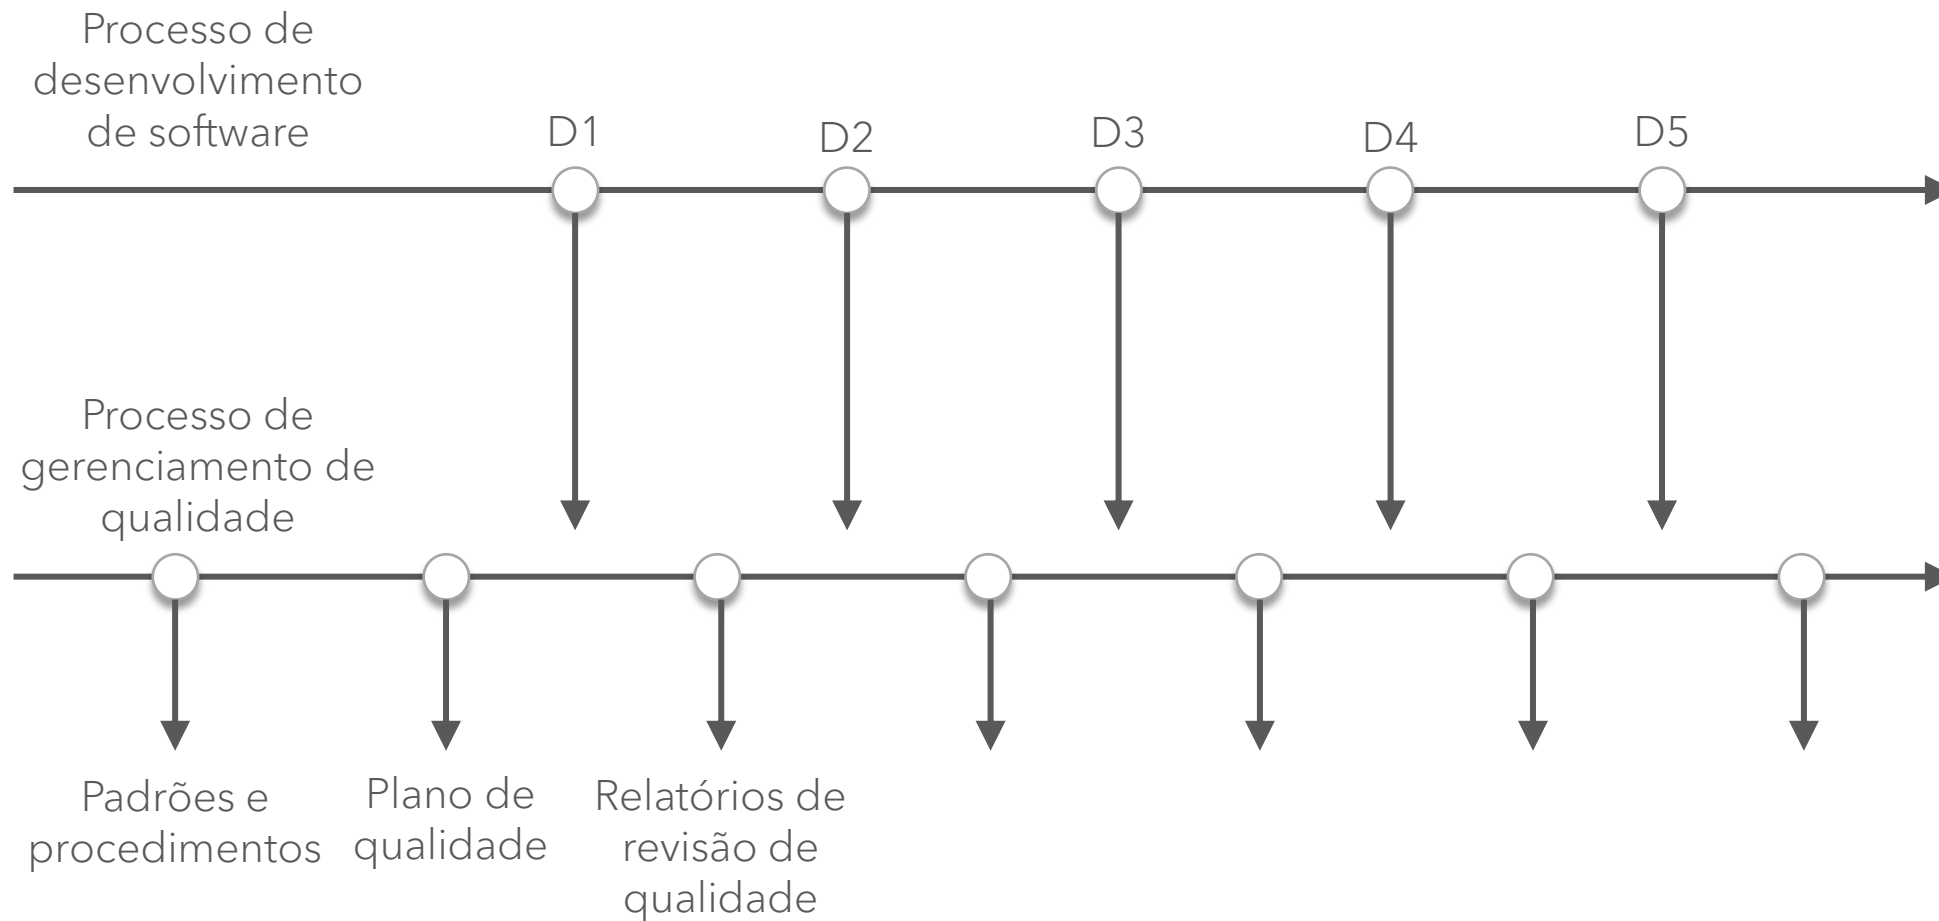 Processo de
desenvolvimento
de software
D1
D2
D3
D4
D5
Processo de
gerenciamento de
qualidade
Padrões e
procedimentos
Plano de
qualidade
Relatórios de
revisão de
qualidade